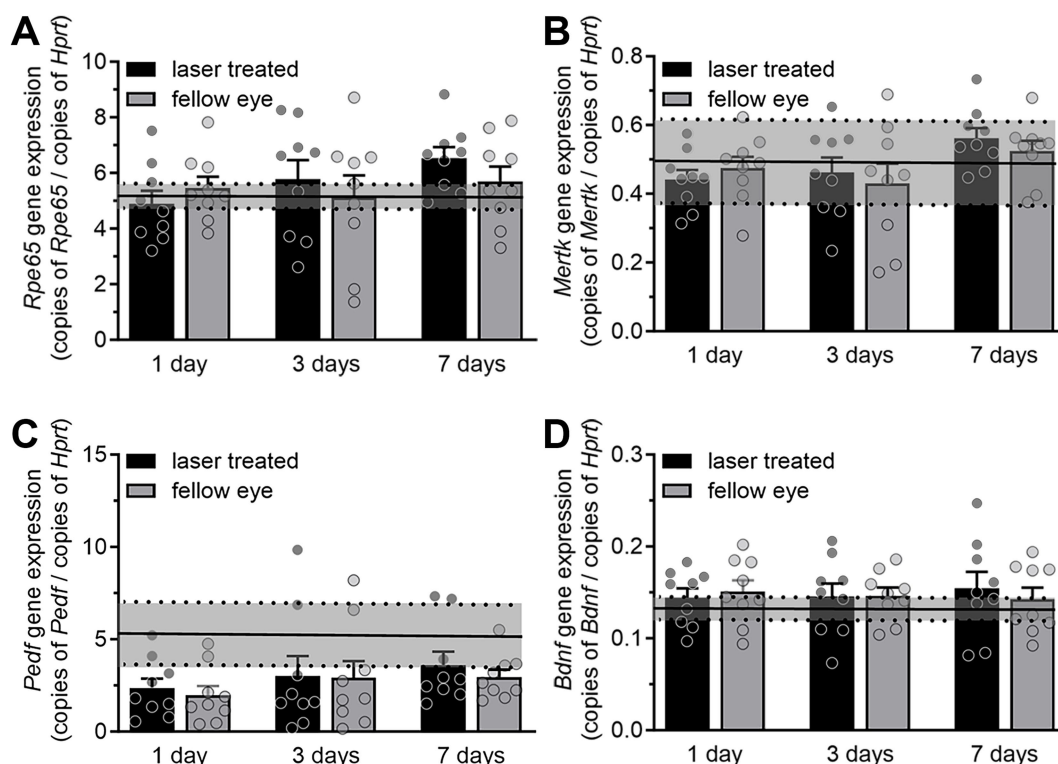 A
Rpe65 gene expression
(copies of Rpe65 / copies of Hprt)
10
8
6
4
2
0
laser treated
fellow eye
1 day
3 days
7 days
B
Mertk gene expression
(copies of Mertk / copies of Hprt)
0.8
0.6
0.4
0.2
0.0
laser treated
fellow eye
1 day
3 days
7 days
C
Pedf gene expression
(copies of Pedf / copies of Hprt)
15
10
5
0
laser treated
fellow eye
1 day
3 days
7 days
D
Bdnf gene expression
(copies of Bdnf / copies of Hprt)
0.3
0.2
0.1
0.0
laser treated
fellow eye
1 day
3 days
7 days